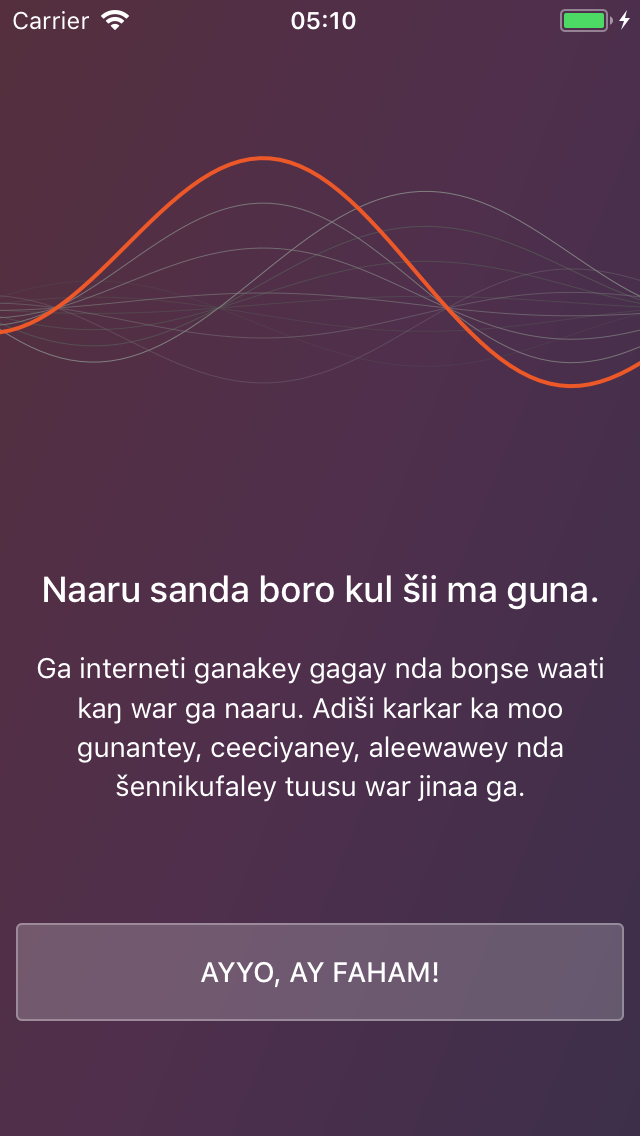 Carrier
05:10
Naaru sanda boro kul šii ma guna.
Ga interneti ganakey gagay nda boŋse waati
kaŋ war ga naaru. Adiši karkar ka moo
gunantey, ceeciyaney, aleewawey nda
šennikufaley tuusu war jinaa ga.
AYYO, AY FAHAM!